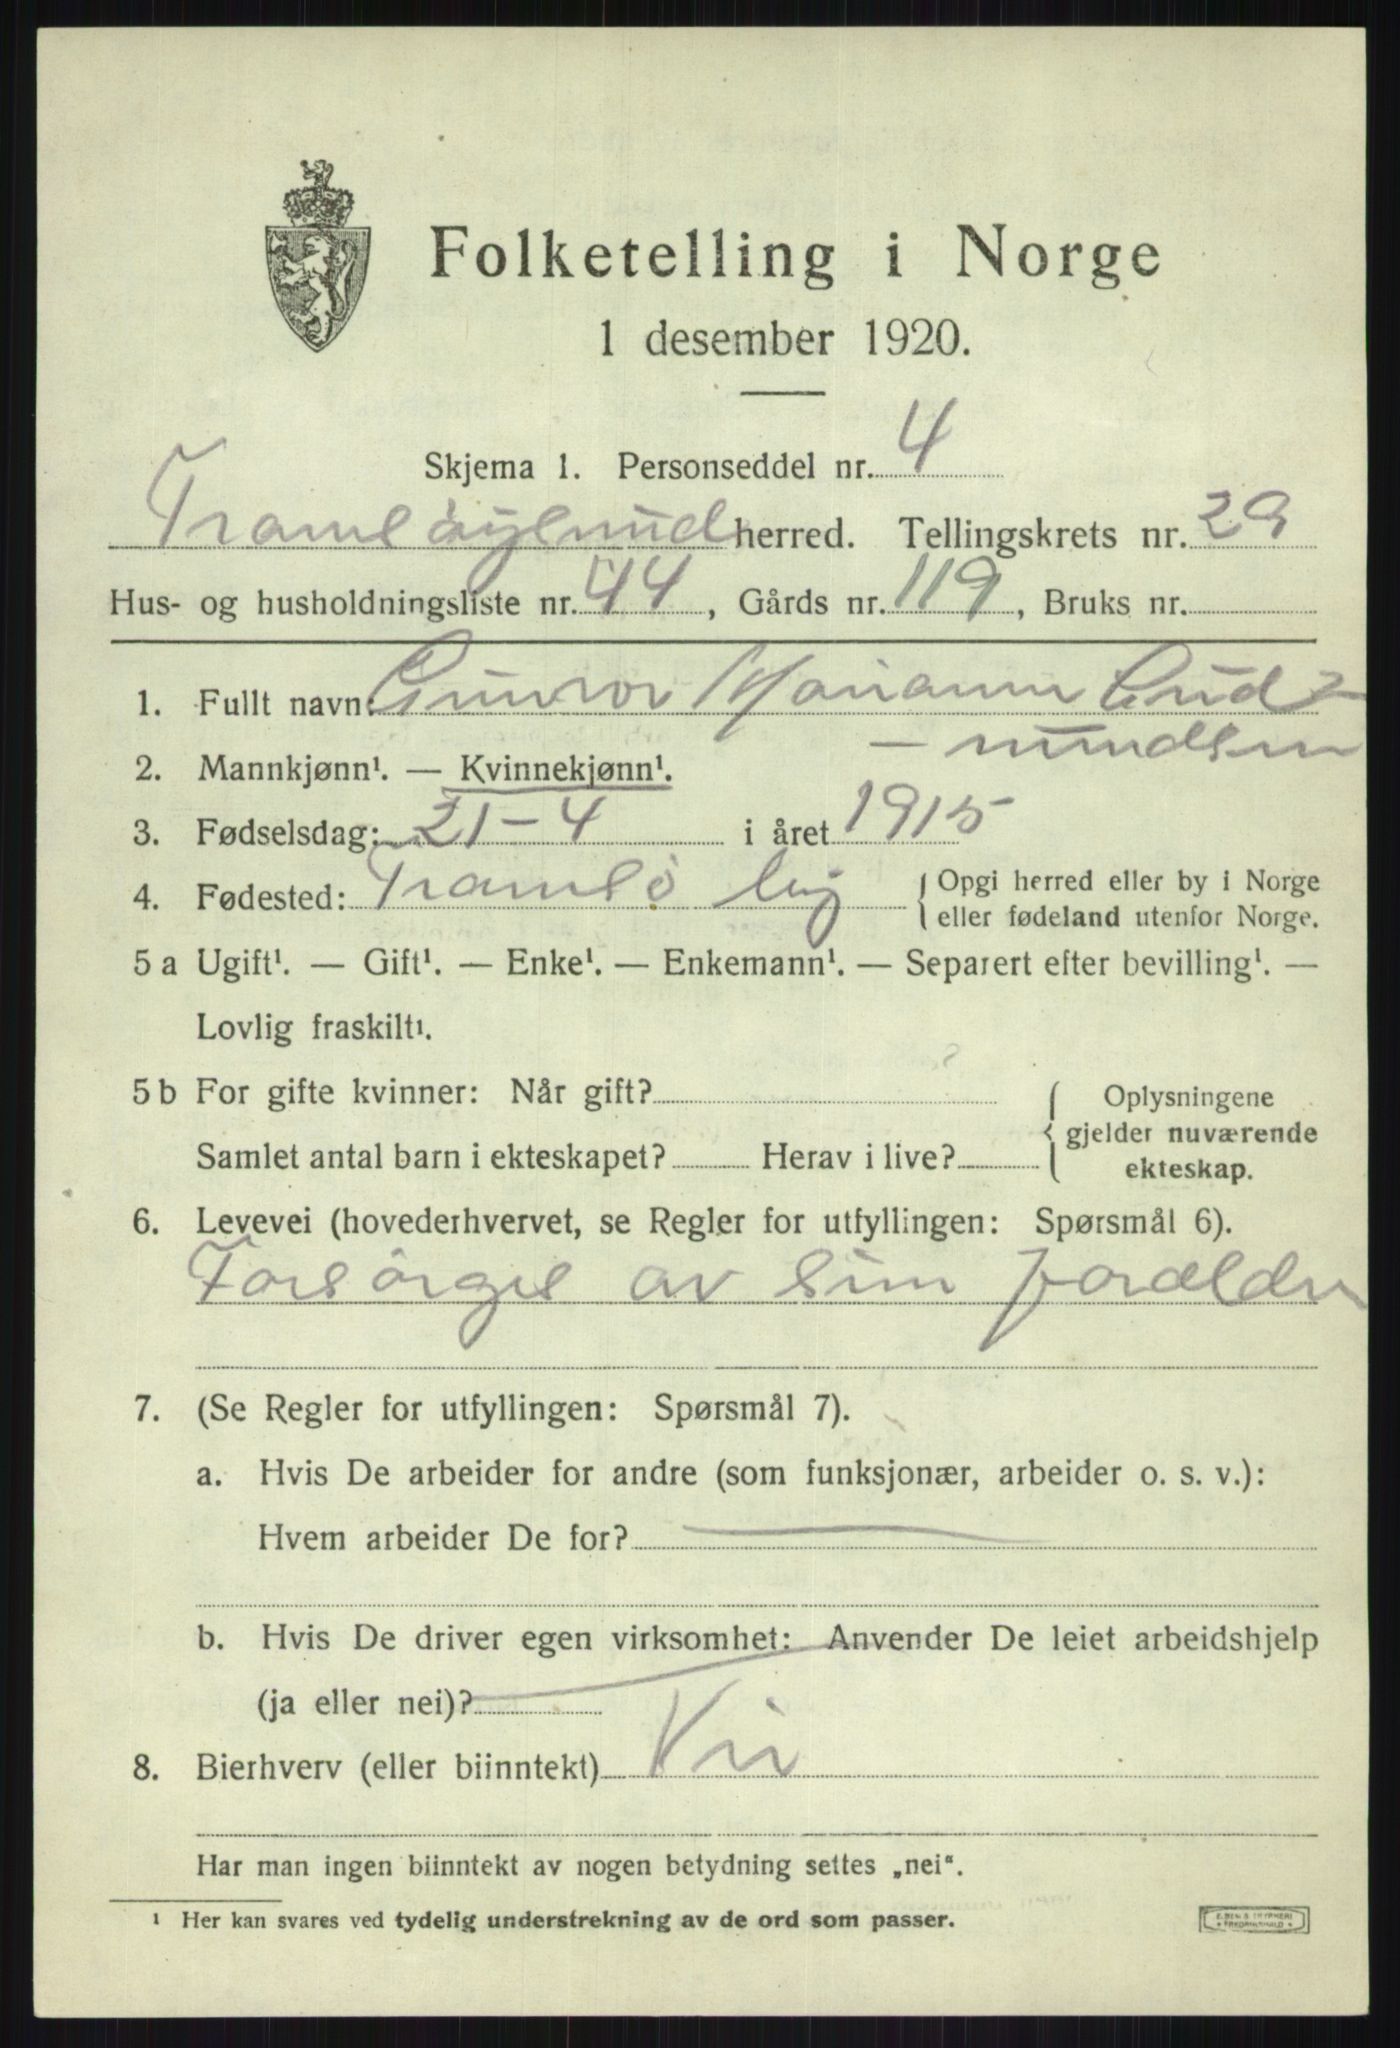 Folketelling i Norge
1 desember 1920.
Skjema 1. Personseddel nr. 4
Tromsøysund herred. Tellingskrets nr. 29
Hus- og husholdningsliste nr. 44, Gårds nr. 119, Bruks nr.
1. Fullt navn: Gunvor Marianne Gud-
- mundsen
2. Mannkjønn¹. — Kvinnekjønn¹.
3. Fødselsdag: 21-4 i året 1915
4. Fødested: Tromsø by { Opgi herred eller by i Norge
eller fødeland utenfor Norge.
5 a Ugift¹. — Gift¹. — Enke¹. — Enkemann¹. — Separert efter bevilling¹. —
Lovlig fraskilt¹.
5 b For gifte kvinner: Når gift? { Oplysningene
gjelder nuværende
Samlet antal barn i ekteskapet? Herav i live? ekteskap.
6. Levevei (hovederhvervet, se Regler for utfyllingen: Spørsmål 6).
Forsørges av sine foreldre
7. (Se Regler for utfyllingen: Spørsmål 7).
a. Hvis De arbeider for andre (som funksjonær, arbeider o. s. v.):
Hvem arbeider De for?
b. Hvis De driver egen virksomhet: Anvender De leiet arbeidshjelp
(ja eller nei)?
8. Bierhverv (eller biinntekt) Nei
Har man ingen biinntekt av nogen betydning settes „nei“.
¹ Her kan svares ved tydelig understrekning av de ord som passer.